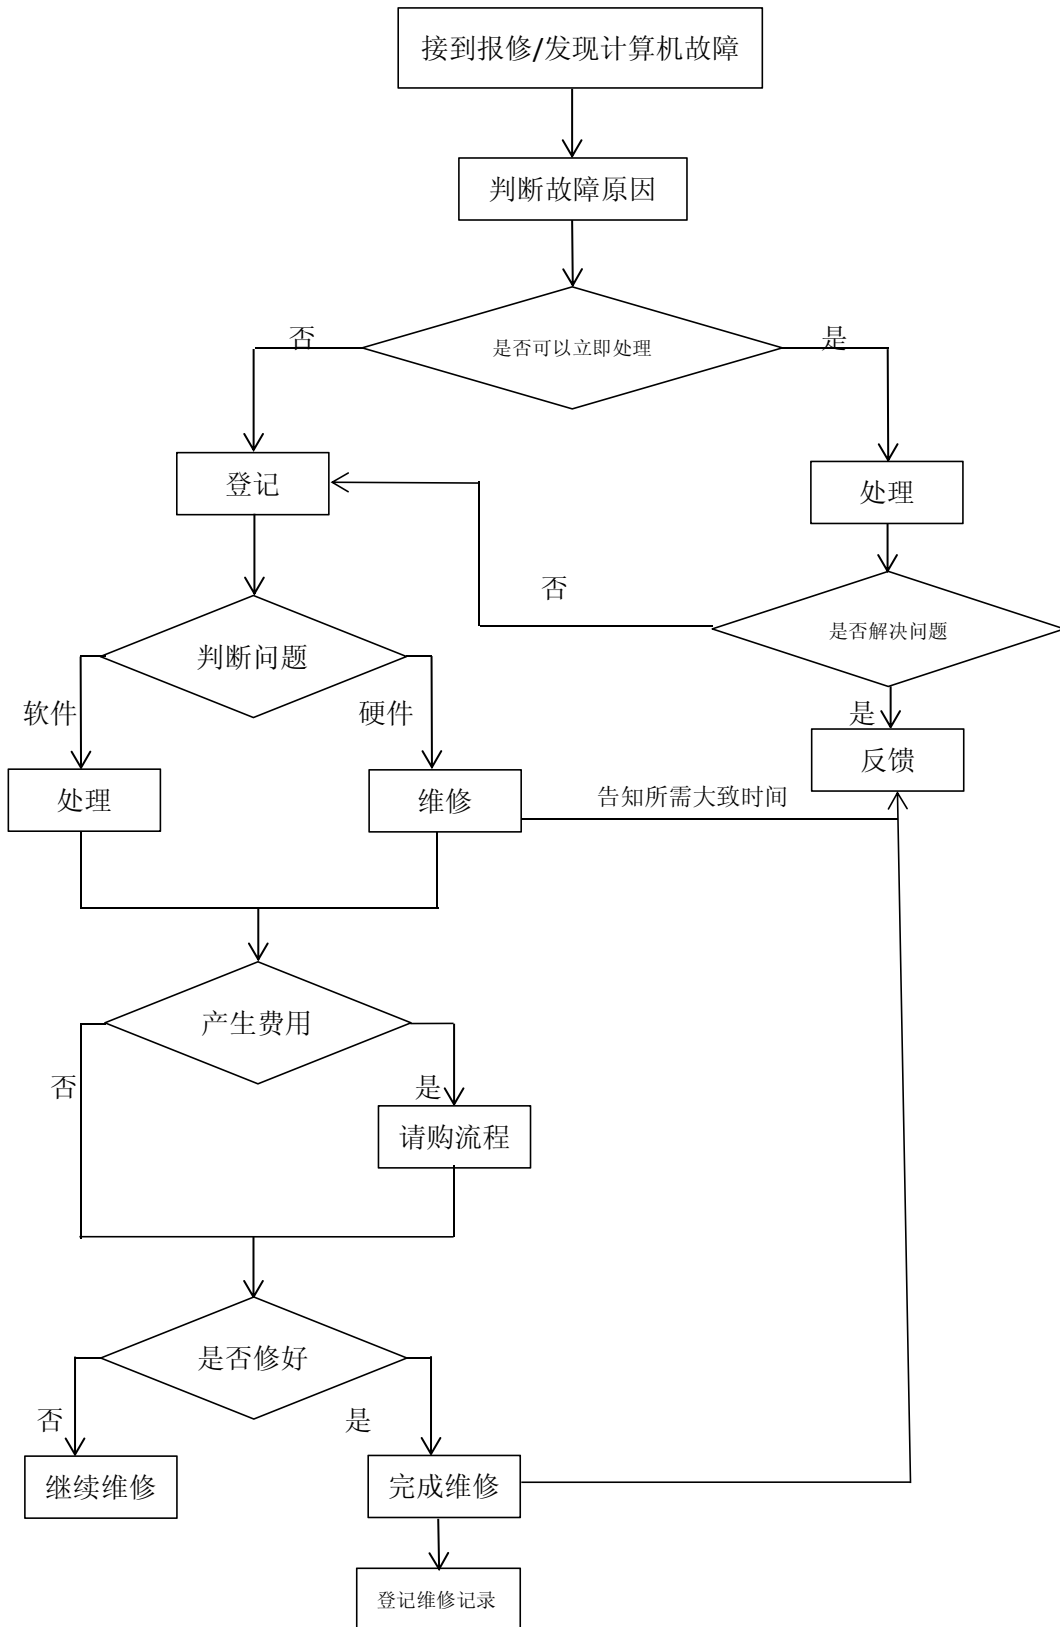 接到报修/发现计算机故障
判断故障原因
否
是否可以立即处理
是
登记
处理
否
是否解决问题
判断问题
软件
硬件
是
反馈
处理
维修
告知所需大致时间
产生费用
否
是
请购流程
是否修好
否
是
继续维修
完成维修
登记维修记录